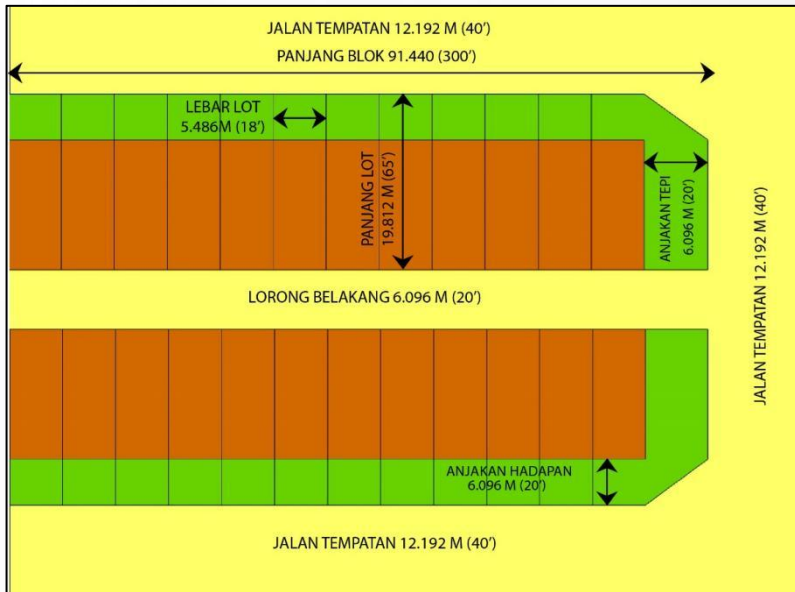 JALAN TEMPATAN 12.192 M (40')
PANJANG BLOK 91.440 (300')
LEBAR LOT
5.486M (18')
PANJANG LOT
19.812 M (65')
ANJAKAN TEPI
6.096 M (20')
JALAN TEMPATAN 12.192 M (40')
LORONG BELAKANG 6.096 M (20')
ANJAKAN HADAPAN
6.096 M (20')
JALAN TEMPATAN 12.192 M (40')